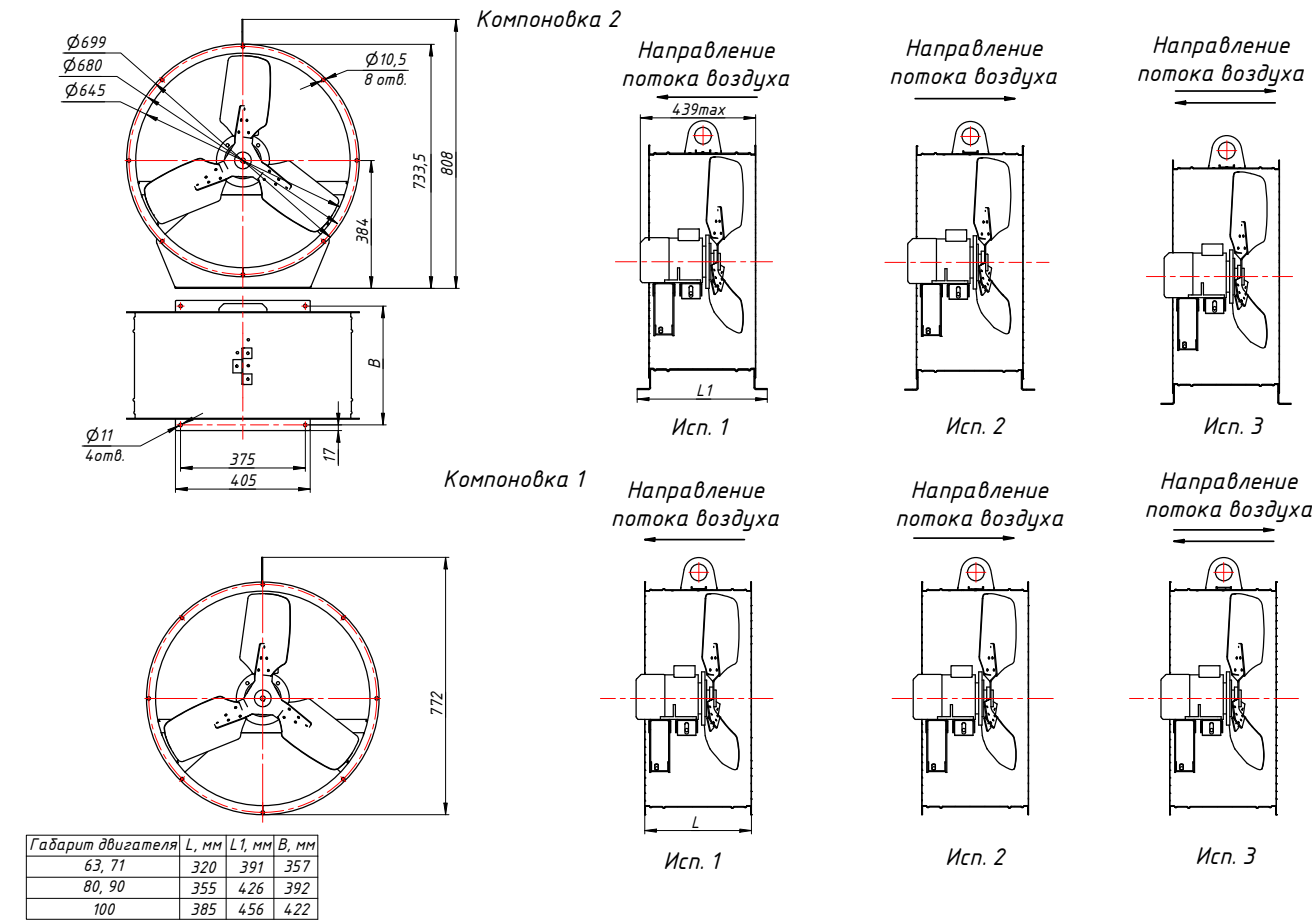 Компоновка 2
Ø699
Ø680
Ø645
Ø10,5
8 отв.
733,5
808
384
B
Ø11
4отв.
375
405
17
Направление
потока воздуха
439max
L1
Исп. 1
Направление
потока воздуха
Исп. 2
Направление
потока воздуха
Исп. 3
Компоновка 1
772
Направление
потока воздуха
L
Исп. 1
Направление
потока воздуха
Исп. 2
Направление
потока воздуха
Исп. 3
Габарит двигателя L, мм L1, мм B, мм
63, 71 320 391 357
80, 90 355 426 392
100 385 456 422